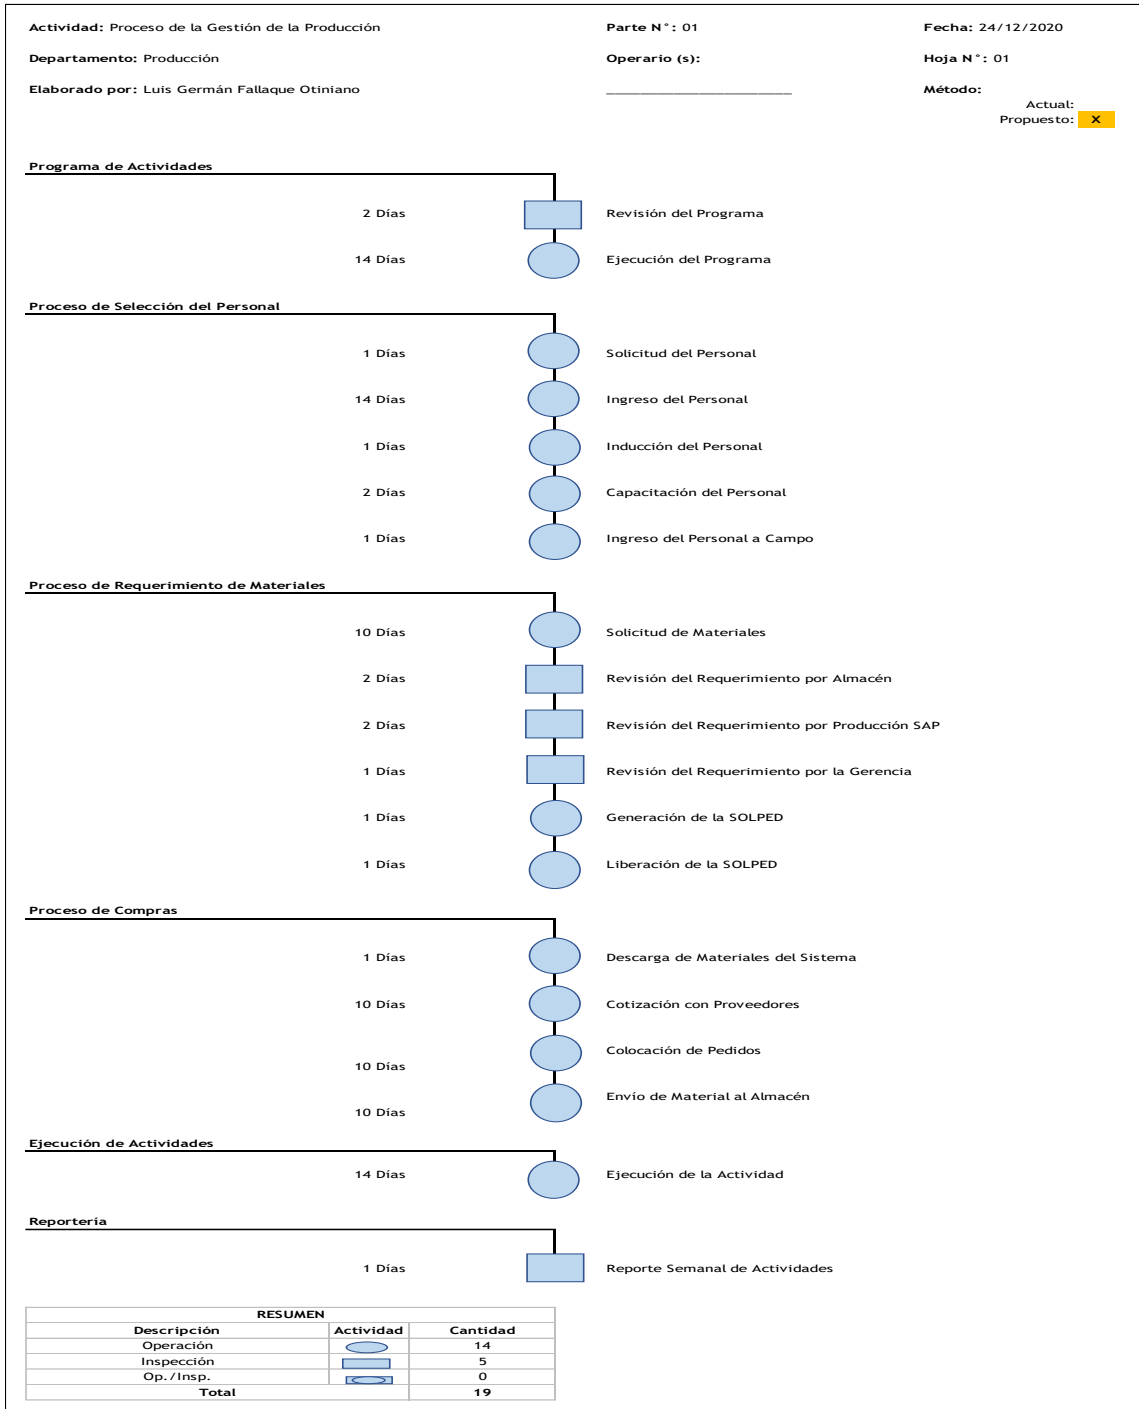 Actividad: Proceso de la Gestión de la Producción Parte N°: 01 Fecha: 24/12/2020
Departamento: Producción Operario (s): Hoja N°: 01
Elaborado por: Luis Germán Fallaque Otiniano ______________________ Método:
Actual:
Propuesto: X
Programa de Actividades
2 Días Revisión del Programa
14 Días Ejecución del Programa
Proceso de Selección del Personal
1 Días Solicitud del Personal
14 Días Ingreso del Personal
1 Días Inducción del Personal
2 Días Capacitación del Personal
1 Días Ingreso del Personal a Campo
Proceso de Requerimiento de Materiales
10 Días Solicitud de Materiales
2 Días Revisión del Requerimiento por Almacén
2 Días Revisión del Requerimiento por Producción SAP
1 Días Revisión del Requerimiento por la Gerencia
1 Días Generación de la SOLPED
1 Días Liberación de la SOLPED
Proceso de Compras
1 Días Descarga de Materiales del Sistema
10 Días Cotización con Proveedores
10 Días Colocación de Pedidos
10 Días Envío de Material al Almacén
Ejecución de Actividades
14 Días Ejecución de la Actividad
Reportería
1 Días Reporte Semanal de Actividades
RESUMEN
Descripción Actividad Cantidad
Operación 14
Inspección 5
Op./Insp. 0
Total 19